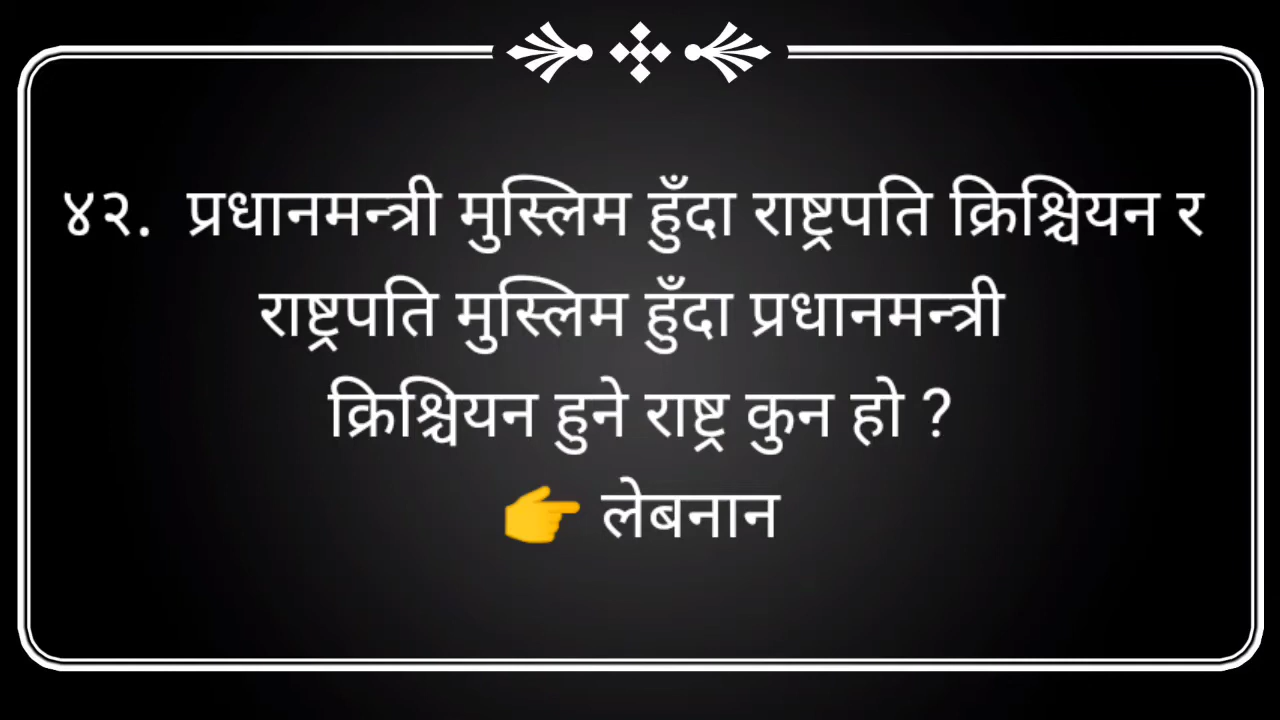 ४२. प्रधानमन्त्री मुस्लिम हुँदा राष्ट्रपति क्रिश्चियन र
राष्ट्रपति मुस्लिम हुँदा प्रधानमन्त्री
क्रिश्चियन हुने राष्ट्र कुन हो ?
👉 लेबनान